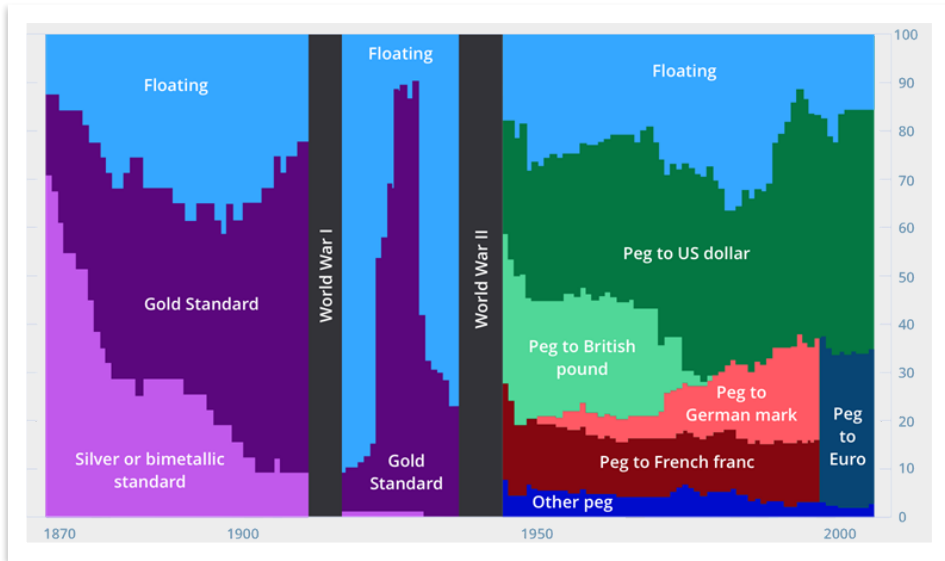 100
90
80
70
60
50
40
30
20
10
0
Floating
Gold Standard
Silver or bimetallic
standard
World War I
Floating
Gold
Standard
World War II
Floating
Peg to US dollar
Peg to British
pound
Peg to
German mark
Peg to French franc
Other peg
Peg
to
Euro
1870
1900
1950
2000